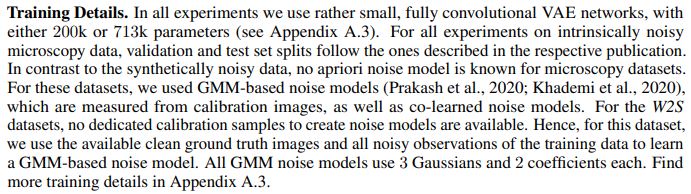 Training Details. In all experiments we use rather small, fully convolutional VAE networks, with
either 200k or 713k parameters (see Appendix A.3). For all experiments on intrinsically noisy
microscopy data, validation and test set splits follow the ones described in the respective publication.
In contrast to the synthetically noisy data, no apriori noise model is known for microscopy datasets.
For these datasets, we used GMM-based noise models (Prakash et al., 2020; Khademi et al., 2020),
which are measured from calibration images, as well as co-learned noise models. For the W2S
datasets, no dedicated calibration samples to create noise models are available. Hence, for this dataset,
we use the available clean ground truth images and all noisy observations of the training data to learn
a GMM-based noise model. All GMM noise models use 3 Gaussians and 2 coefficients each. Find
more training details in Appendix A.3.